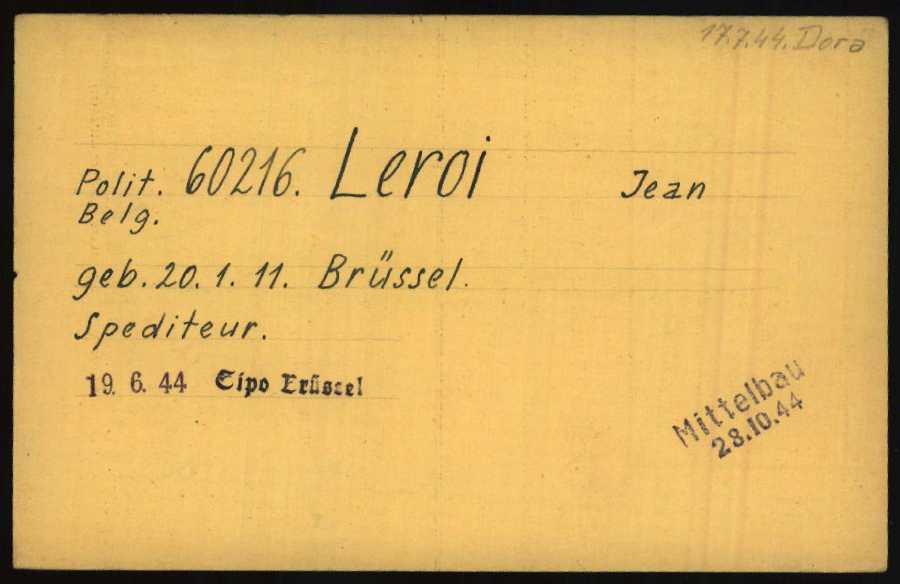 17.7.44. Dora
Polit. 60216. Leroi Jean
Belg.
geb. 20. 1. 11. Brüssel.
Spediteur.
19. 6. 44 Sipo Brüssel
Mittelbau
28.10.44